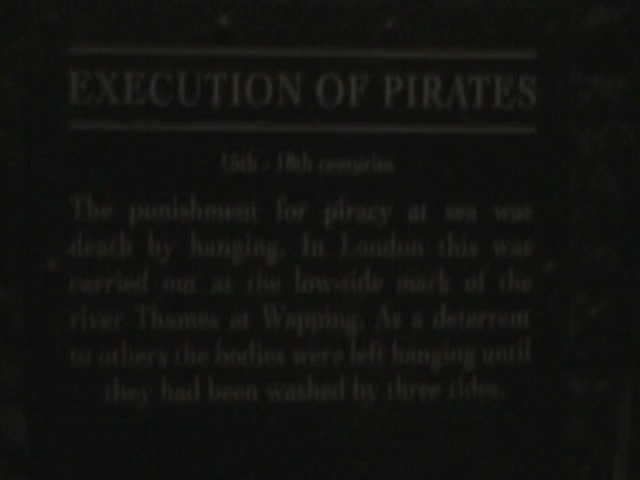 EXECUTION OF PIRATES
16th - 18th centuries
The punishment for piracy at sea was
death by hanging. In London this was
carried out at the low-tide mark of the
river Thames at Wapping. As a deterrent
to others the bodies were left hanging until
they had been washed by three tides.